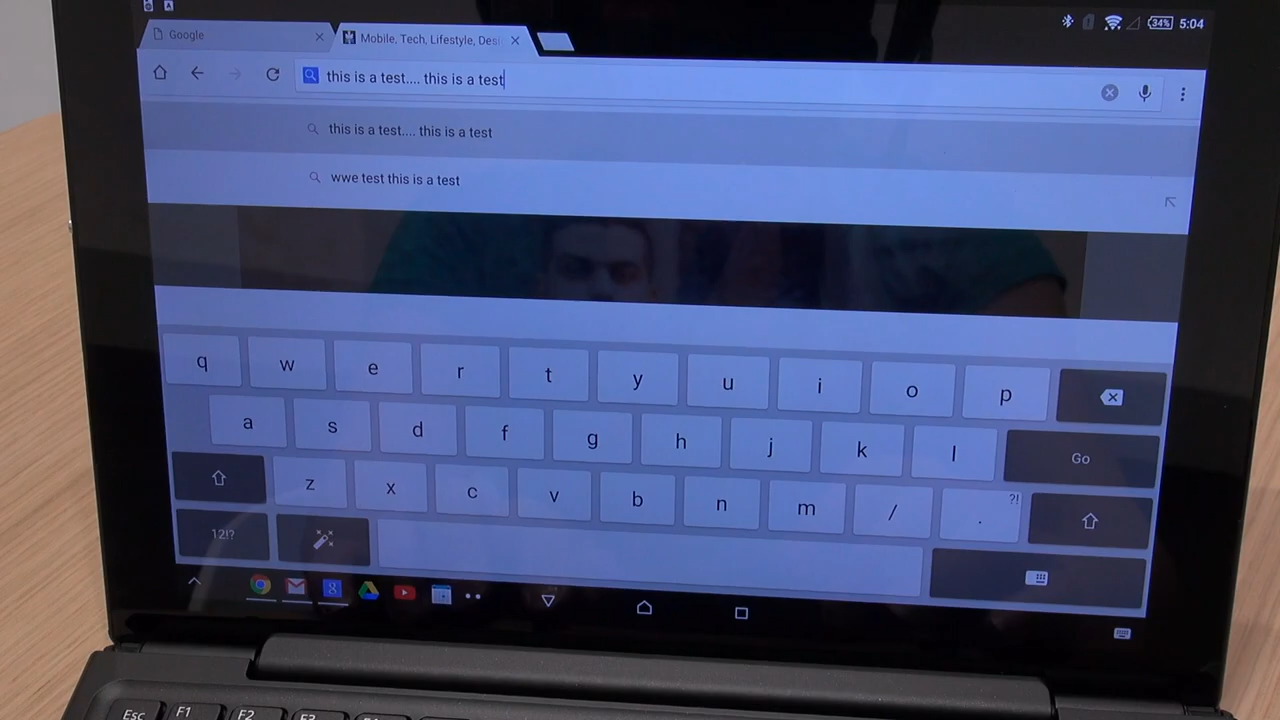 34% 5:04
Google
Mobile, Tech, Lifestyle, Desi
this is a test.... this is a test
this is a test.... this is a test
wwe test this is a test
q w e r t y u i o p
a s d f g h j k l Go
z x c v b n m / . ?!
12!?
Esc F1 F2 F3